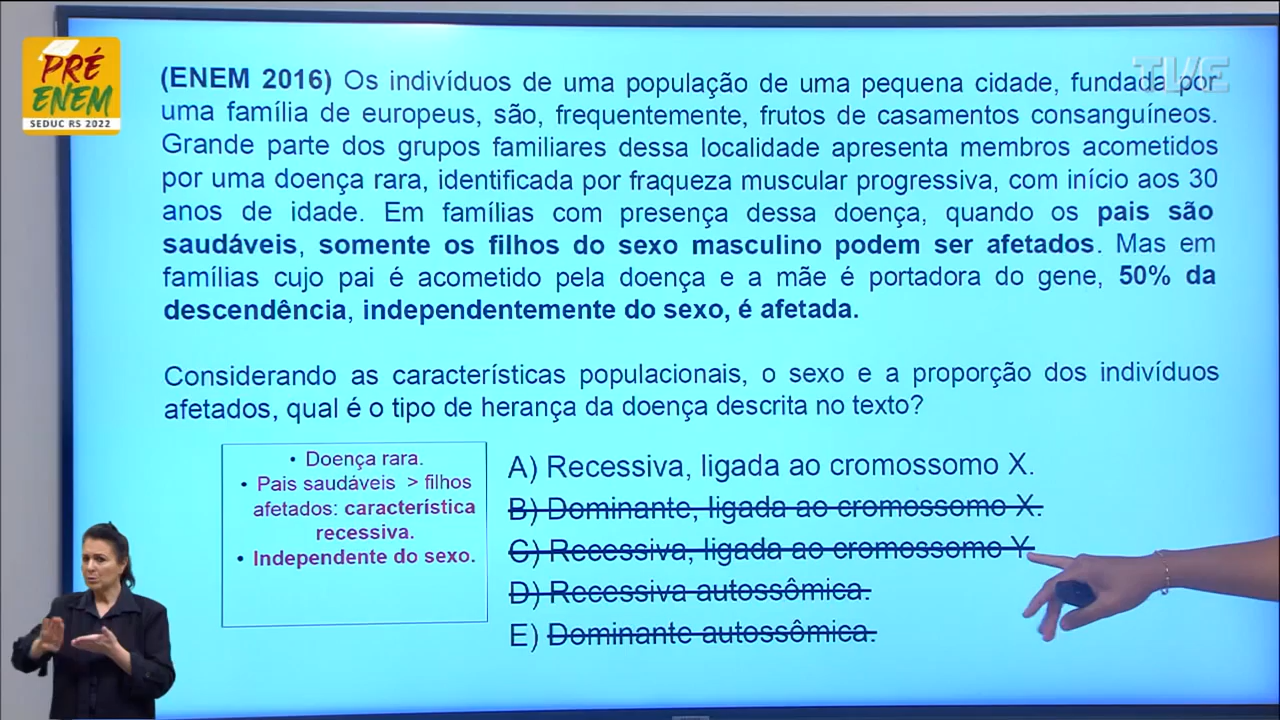 PRÉ
ENEM
SEDUC RS 2022
TVE
(ENEM 2016) Os indivíduos de uma população de uma pequena cidade, fundada por
uma família de europeus, são, frequentemente, frutos de casamentos consanguíneos.
Grande parte dos grupos familiares dessa localidade apresenta membros acometidos
por uma doença rara, identificada por fraqueza muscular progressiva, com início aos 30
anos de idade. Em famílias com presença dessa doença, quando os pais são
saudáveis, somente os filhos do sexo masculino podem ser afetados. Mas em
famílias cujo pai é acometido pela doença e a mãe é portadora do gene, 50% da
descendência, independentemente do sexo, é afetada.
Considerando as características populacionais, o sexo e a proporção dos indivíduos
afetados, qual é o tipo de herança da doença descrita no texto?
• Doença rara.
• Pais saudáveis > filhos
afetados: característica
recessiva.
• Independente do sexo.
A) Recessiva, ligada ao cromossomo X.
B) Dominante, ligada ao cromossomo X.
C) Recessiva, ligada ao cromossomo Y.
D) Recessiva autossômica.
E) Dominante autossômica.